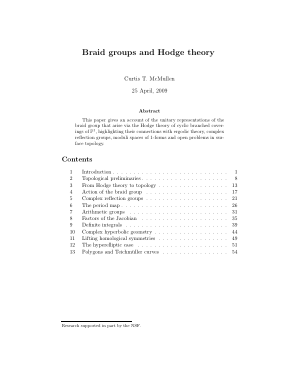 Braid groups and Hodge theory
Curtis T. McMullen
25 April, 2009
Abstract
This paper gives an account of the unitary representations of the
braid group that arise via the Hodge theory of cyclic branched cover-
ings of P¹, highlighting their connections with ergodic theory, complex
reflection groups, moduli spaces of 1-forms and open problems in sur-
face topology.
Contents
1 Introduction . . . . . . . . . . . . . . . . . . . . . . 1
2 Topological preliminaries . . . . . . . . . . . . . . . . 8
3 From Hodge theory to topology . . . . . . . . . . . . . 13
4 Action of the braid group . . . . . . . . . . . . . . . . 17
5 Complex reflection groups . . . . . . . . . . . . . . . . 21
6 The period map . . . . . . . . . . . . . . . . . . . . . 26
7 Arithmetic groups . . . . . . . . . . . . . . . . . . . . 31
8 Factors of the Jacobian . . . . . . . . . . . . . . . . . 35
9 Definite integrals . . . . . . . . . . . . . . . . . . . . 39
10 Complex hyperbolic geometry . . . . . . . . . . . . . . 44
11 Lifting homological symmetries . . . . . . . . . . . . . 49
12 The hyperelliptic case . . . . . . . . . . . . . . . . . . 51
13 Polygons and Teichmüller curves . . . . . . . . . . . . . 54
Research supported in part by the NSF.